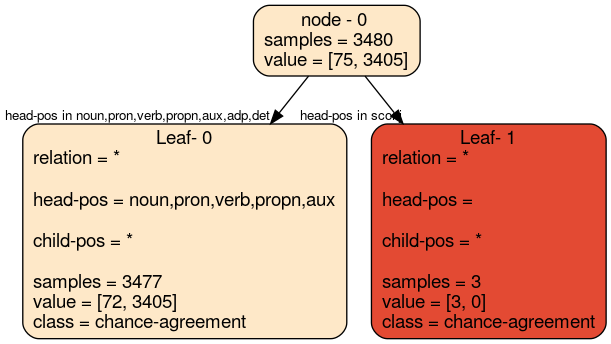 node - 0
samples = 3480
value = [75, 3405]
head-pos in noun,pron,verb,propn,aux,adp,det
head-pos in
Leaf- 0
relation = *
head-pos = noun,pron,verb,propn,aux
child-pos = *
samples = 3477
value = [72, 3405]
class = chance-agreement
Leaf- 1
relation = *
head-pos =
child-pos = *
samples = 3
value = [3, 0]
class = chance-agreement